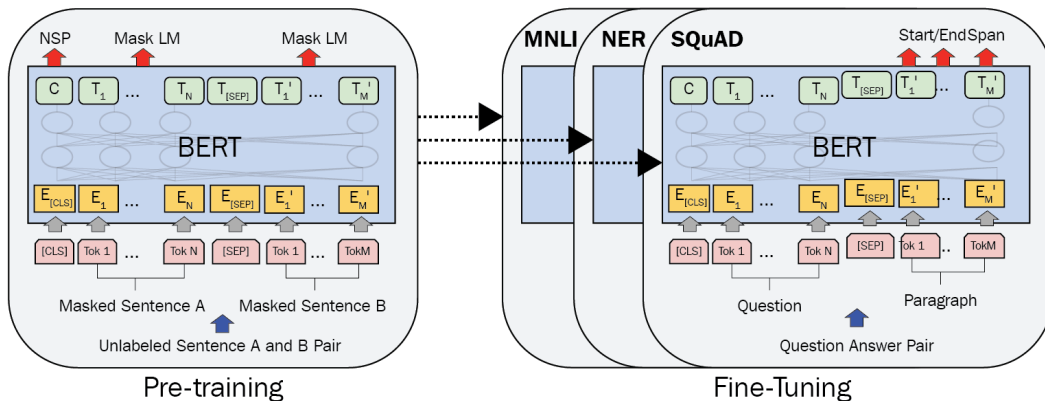 NSP Mask LM Mask LM
C T1 ... TN T[SEP] T1' ... TM'
BERT
E[CLS] E1 ... EN E[SEP] E1' ... EM'
[CLS] Tok 1 ... Tok N [SEP] Tok 1 ... TokM
Masked Sentence A Masked Sentence B
Unlabeled Sentence A and B Pair
Pre-training
MNLI NER SQuAD
Start/EndSpan
C T1 ... TN T[SEP] T1' ... TM'
BERT
E[CLS] E1 ... EN E[SEP] E1' ... EM'
[CLS] Tok 1 ... Tok N [SEP] Tok 1 .. TokM
Question Paragraph
Question Answer Pair
Fine-Tuning